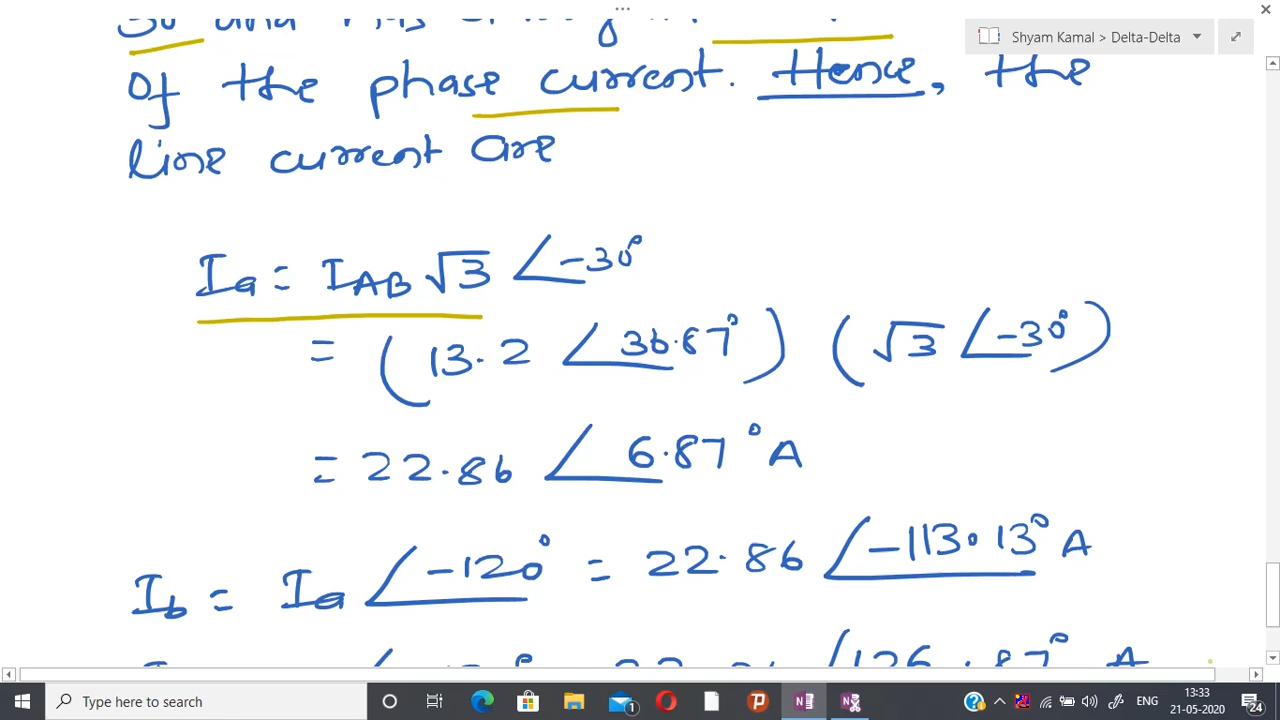 of the phase current. Hence, the
line current are
Ia = IAB √3 ∠-30°
= (13.2 ∠36.87°) (√3 ∠-30°)
= 22.86 ∠6.87° A
Ib = Ia ∠-120° = 22.86 ∠-113.13° A
Shyam Kamal > Delta-Delta
Type here to search
1
ENG
13:33
21-05-2020
24